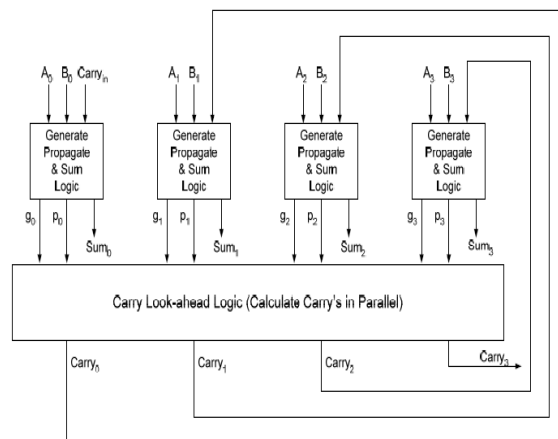 A₀ B₀ Carryᵢₙ
A₁ B₁
A₂ B₂
A₃ B₃
Generate
Propagate
& Sum
Logic
Generate
Propagate
& Sum
Logic
Generate
Propagate
& Sum
Logic
Generate
Propagate
& Sum
Logic
g₀ p₀ Sum₀
g₁ p₁ Sum₁
g₂ p₂ Sum₂
g₃ p₃ Sum₃
Carry Look-ahead Logic (Calculate Carry's in Parallel)
Carry₀
Carry₁
Carry₂
Carry₃